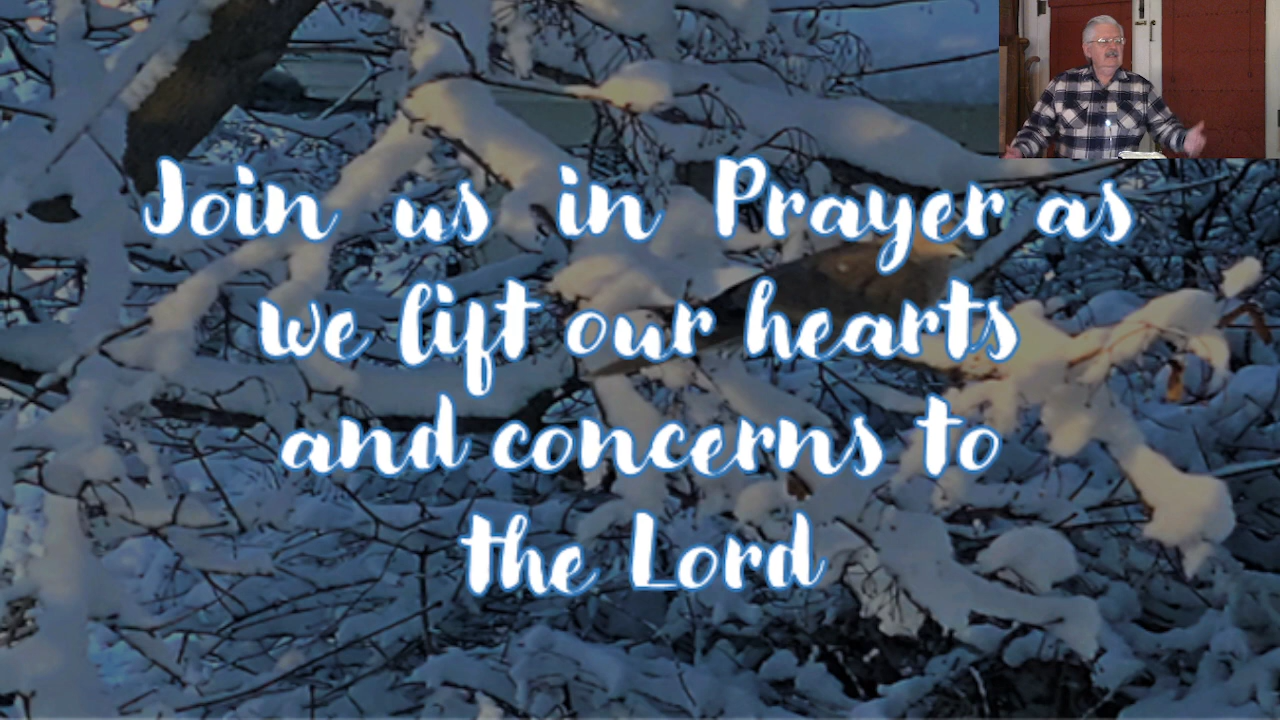 Join us in Prayer as
we lift our hearts
and concerns to
the Lord